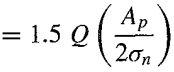 = 1.5 Q ( A_p / 2σ_n )